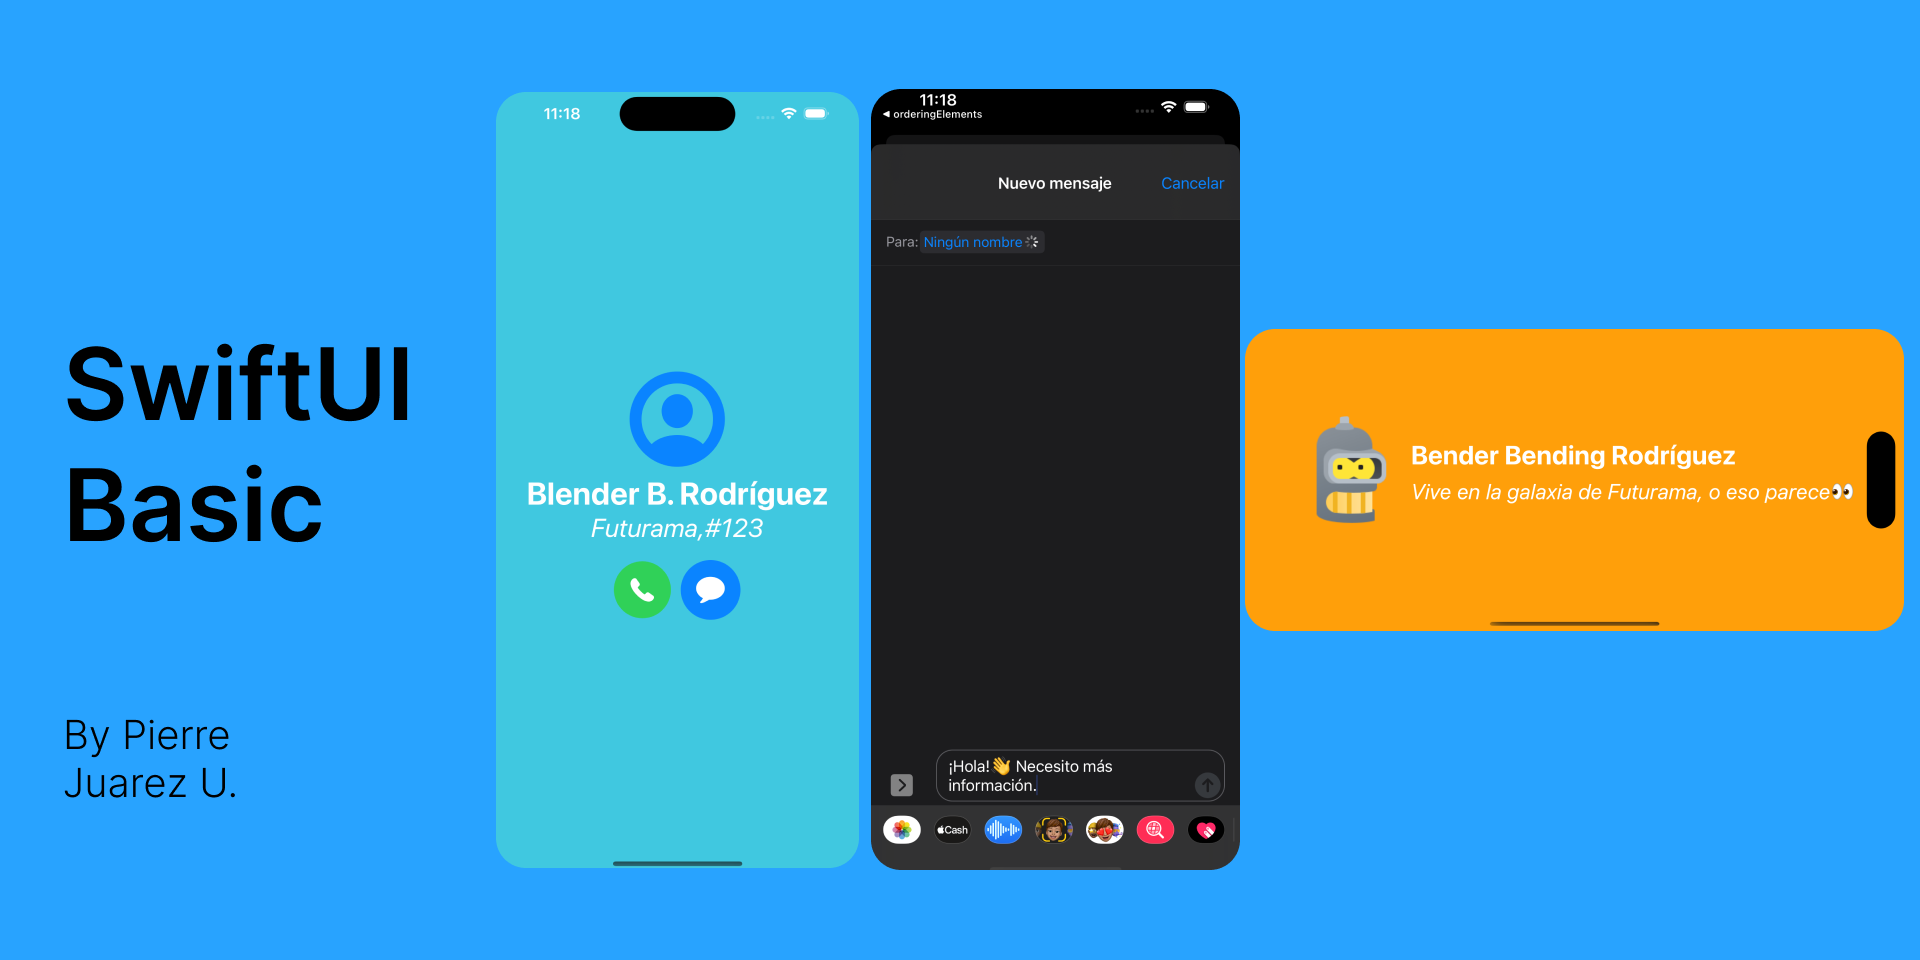 SwiftUI
Basic
By Pierre
Juarez U.
11:18
Blender B. Rodríguez
Futurama,#123
11:18
◀ orderingElements
Nuevo mensaje
Cancelar
Para: Ningún nombre
¡Hola!👋 Necesito más
información.
Cash
Bender Bending Rodríguez
Vive en la galaxia de Futurama, o eso parece👀